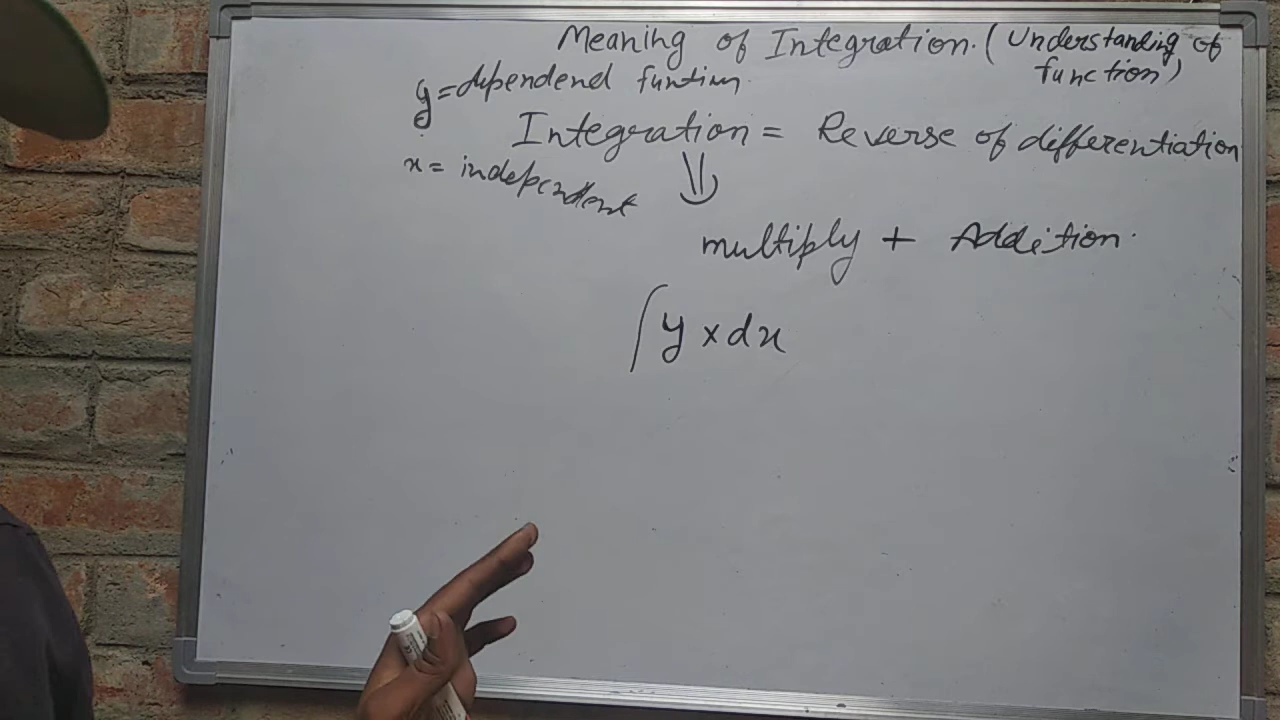 Meaning of Integration. (Understanding of
function)
y = dependend funtion
Integration = Reverse of differentiation
x = independent
multiply + Addition.
∫ y × dx